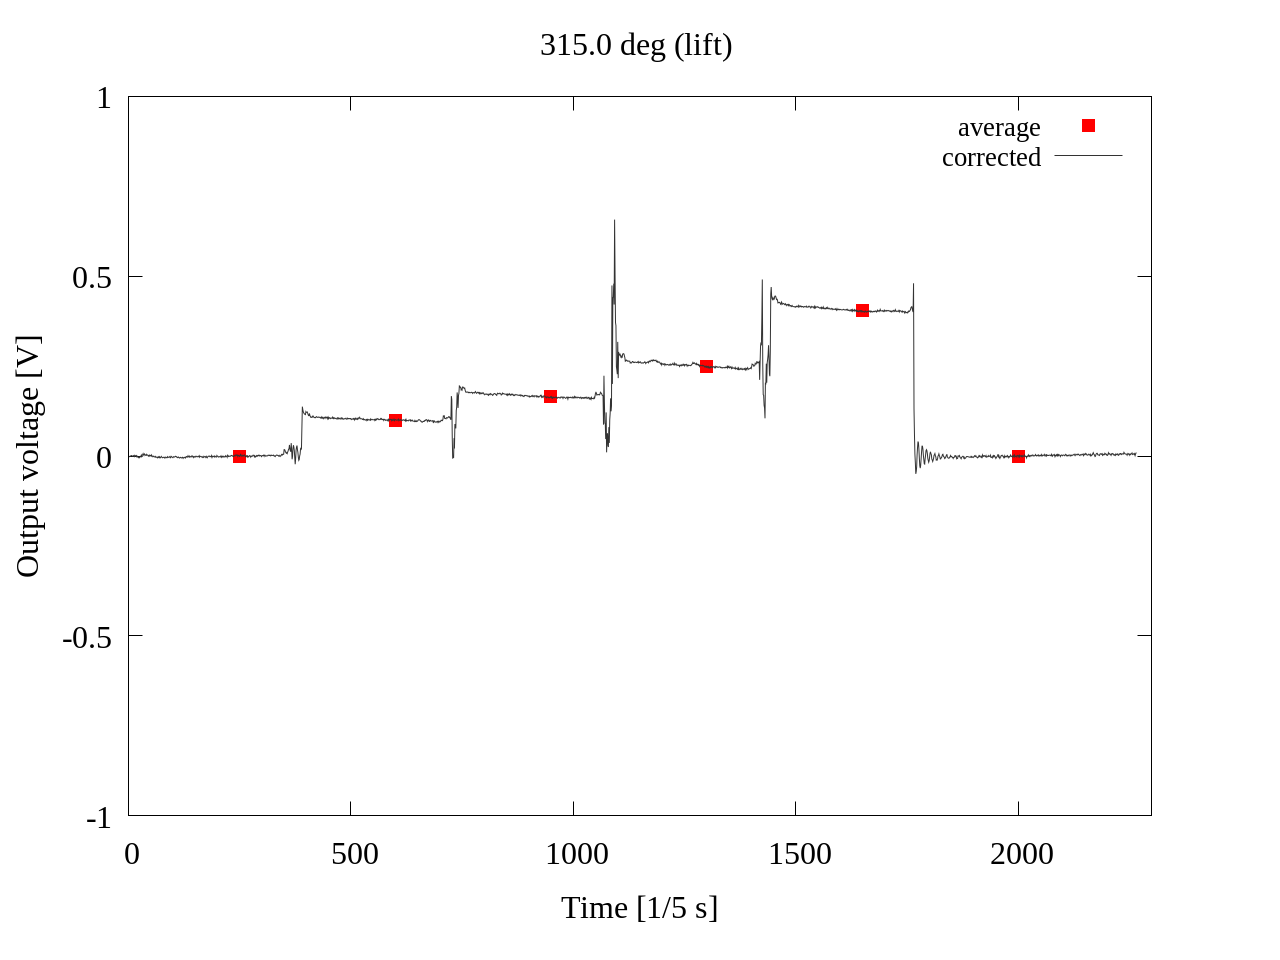 315.0 deg (lift)
average
corrected
1
0.5
0
-0.5
-1
Output voltage [V]
0 500 1000 1500 2000
Time [1/5 s]